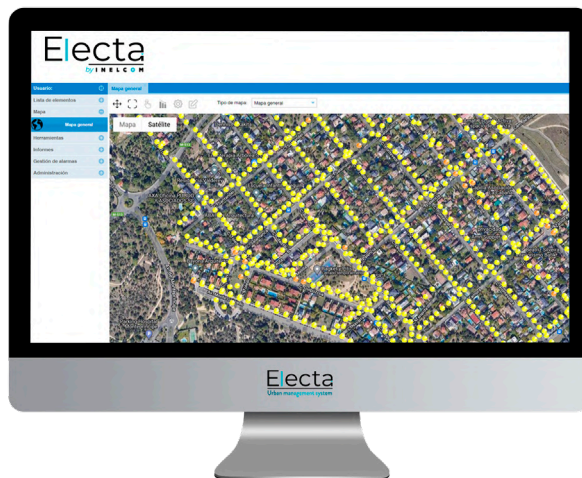 Electa
by INELCOM
Usuario:
Mapa general
Lista de elementos
Mapa
Mapa general
Herramientas
Informes
Gestión de alarmas
Administración
Tipo de mapa:
Mapa general
Mapa
Satélite
Electa
Urban management system